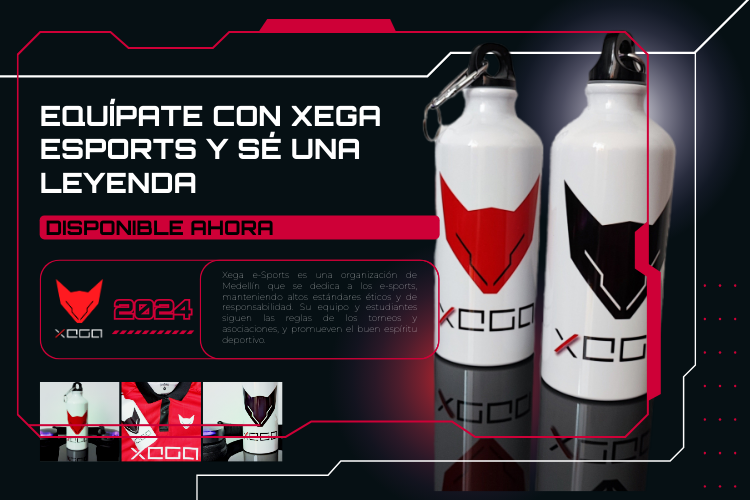 EQUÍPATE CON XEGA
ESPORTS Y SÉ UNA
LEYENDA
DISPONIBLE AHORA
XEGA
2024
Xega e-Sports es una organización de
Medellín que se dedica a los e-sports,
manteniendo altos estándares éticos y de
responsabilidad. Su equipo y estudiantes
siguen las reglas de los torneos y
asociaciones, y promueven el buen espíritu
deportivo.
XEGA
XEGA
XEGA
XEGA